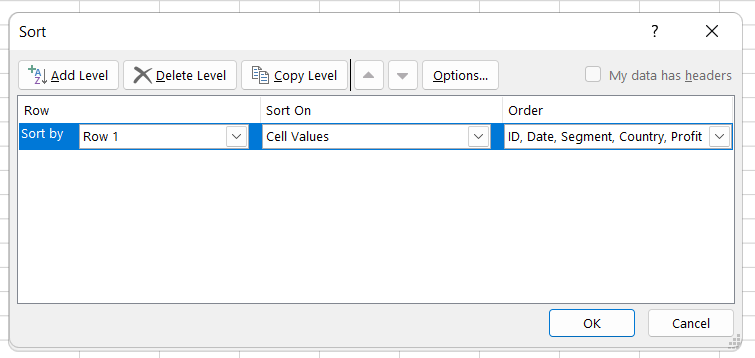 Sort
?
Add Level Delete Level Copy Level Options... My data has headers
Row Sort On Order
Sort by Row 1 Cell Values ID, Date, Segment, Country, Profit
OK Cancel